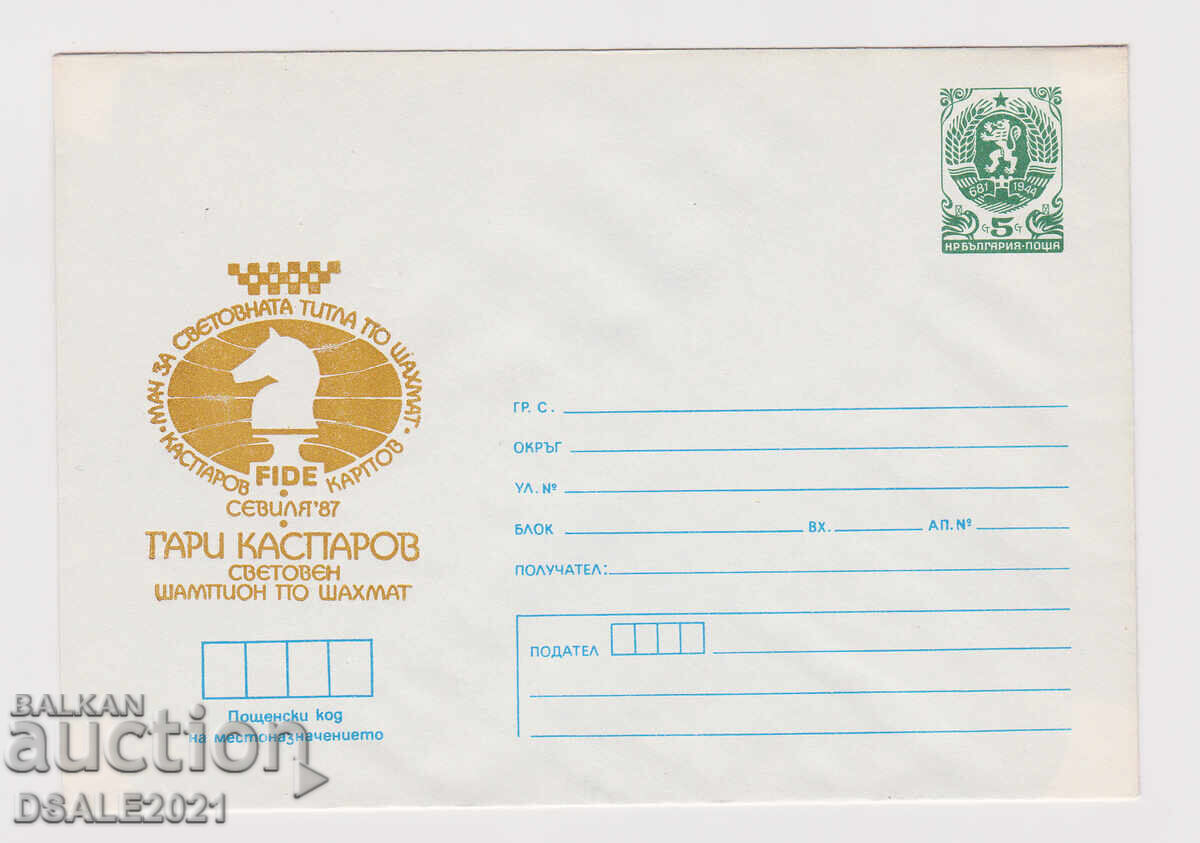 681 1944
СТ 5 СТ
НР БЪЛГАРИЯ·ПОЩА
·МАЧ ЗА СВЕТОВНАТА ТИТЛА ПО ШАХМАТ·
КАСПАРОВ FIDE КАРПОВ
СЕВИЛЯ'87
ГАРИ КАСПАРОВ
СВЕТОВЕН
ШАМПИОН ПО ШАХМАТ
ГР. С.
ОКРЪГ
УЛ. №
БЛОК ВХ. АП. №
ПОЛУЧАТЕЛ:
ПОДАТЕЛ
Пощенски код
на местоназначението
BALKAN
auction
DSALE2021